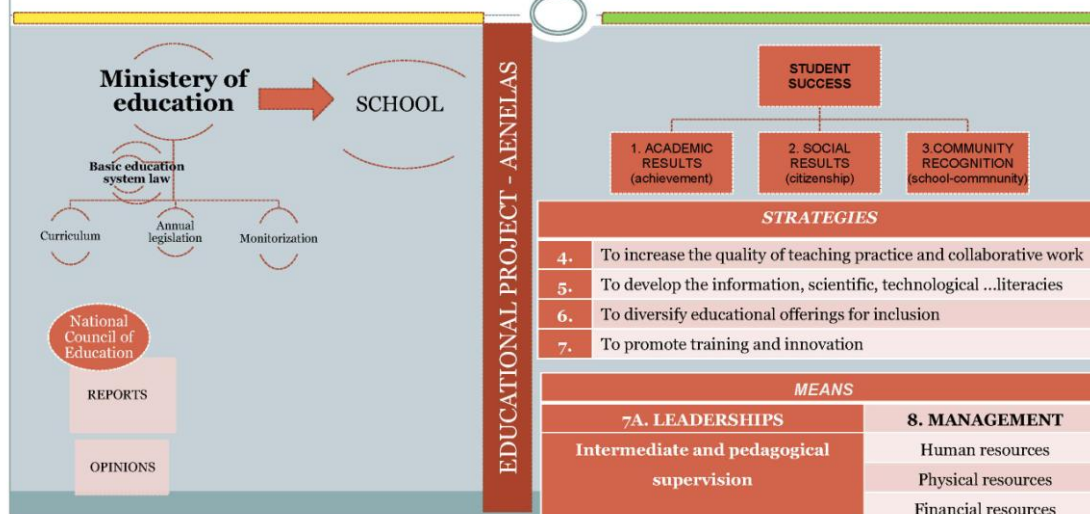 Ministery of
education
SCHOOL
Basic education
system law
Curriculum
Annual
legislation
Monitorization
National
Council of
Education
REPORTS
OPINIONS
EDUCATIONAL PROJECT - AENELAS
STUDENT
SUCCESS
1. ACADEMIC
RESULTS
(achievement)
2. SOCIAL
RESULTS
(citizenship)
3.COMMUNITY
RECOGNITION
(school-commnunity)
STRATEGIES
4. To increase the quality of teaching practice and collaborative work
5. To develop the information, scientific, technological ...literacies
6. To diversify educational offerings for inclusion
7. To promote training and innovation
MEANS
7A. LEADERSHIPS
Intermediate and pedagogical
supervision
8. MANAGEMENT
Human resources
Physical resources
Financial resources